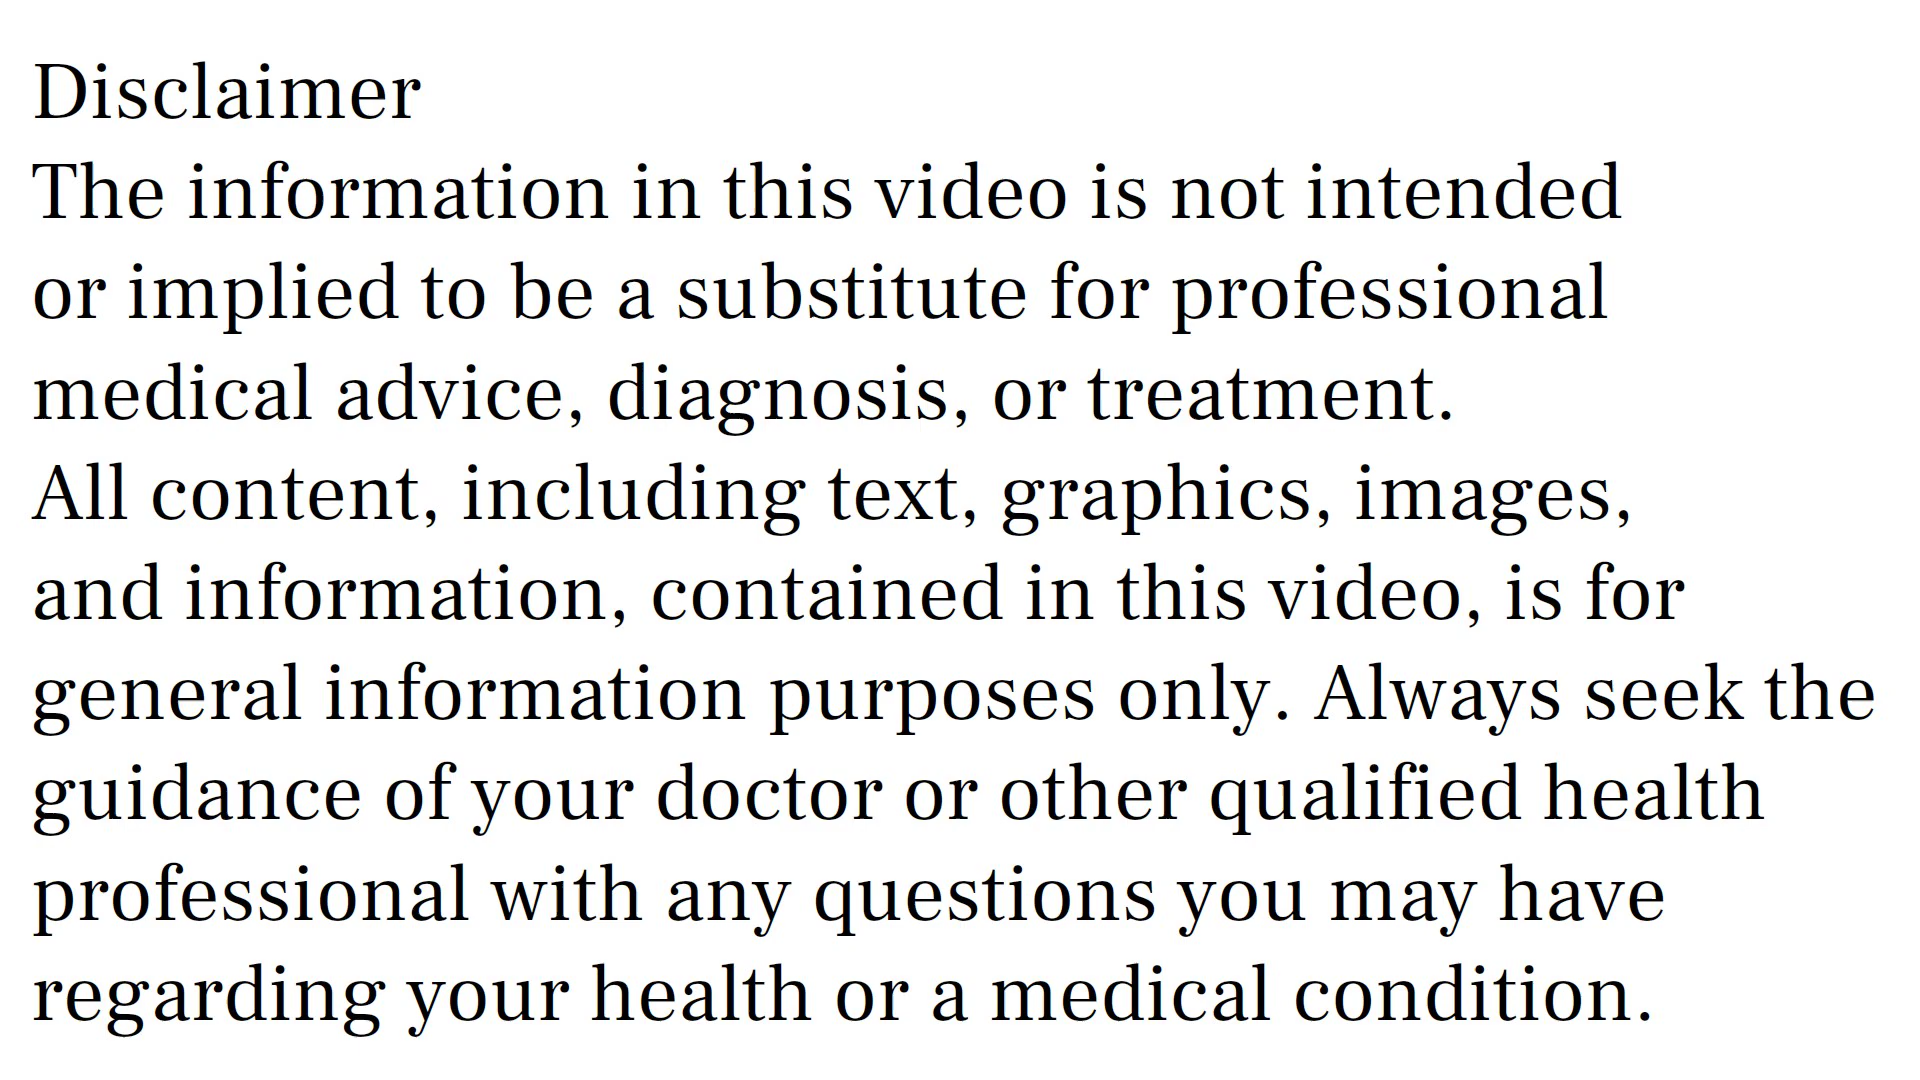 Disclaimer
The information in this video is not intended
or implied to be a substitute for professional
medical advice, diagnosis, or treatment.
All content, including text, graphics, images,
and information, contained in this video, is for
general information purposes only. Always seek the
guidance of your doctor or other qualified health
professional with any questions you may have
regarding your health or a medical condition.